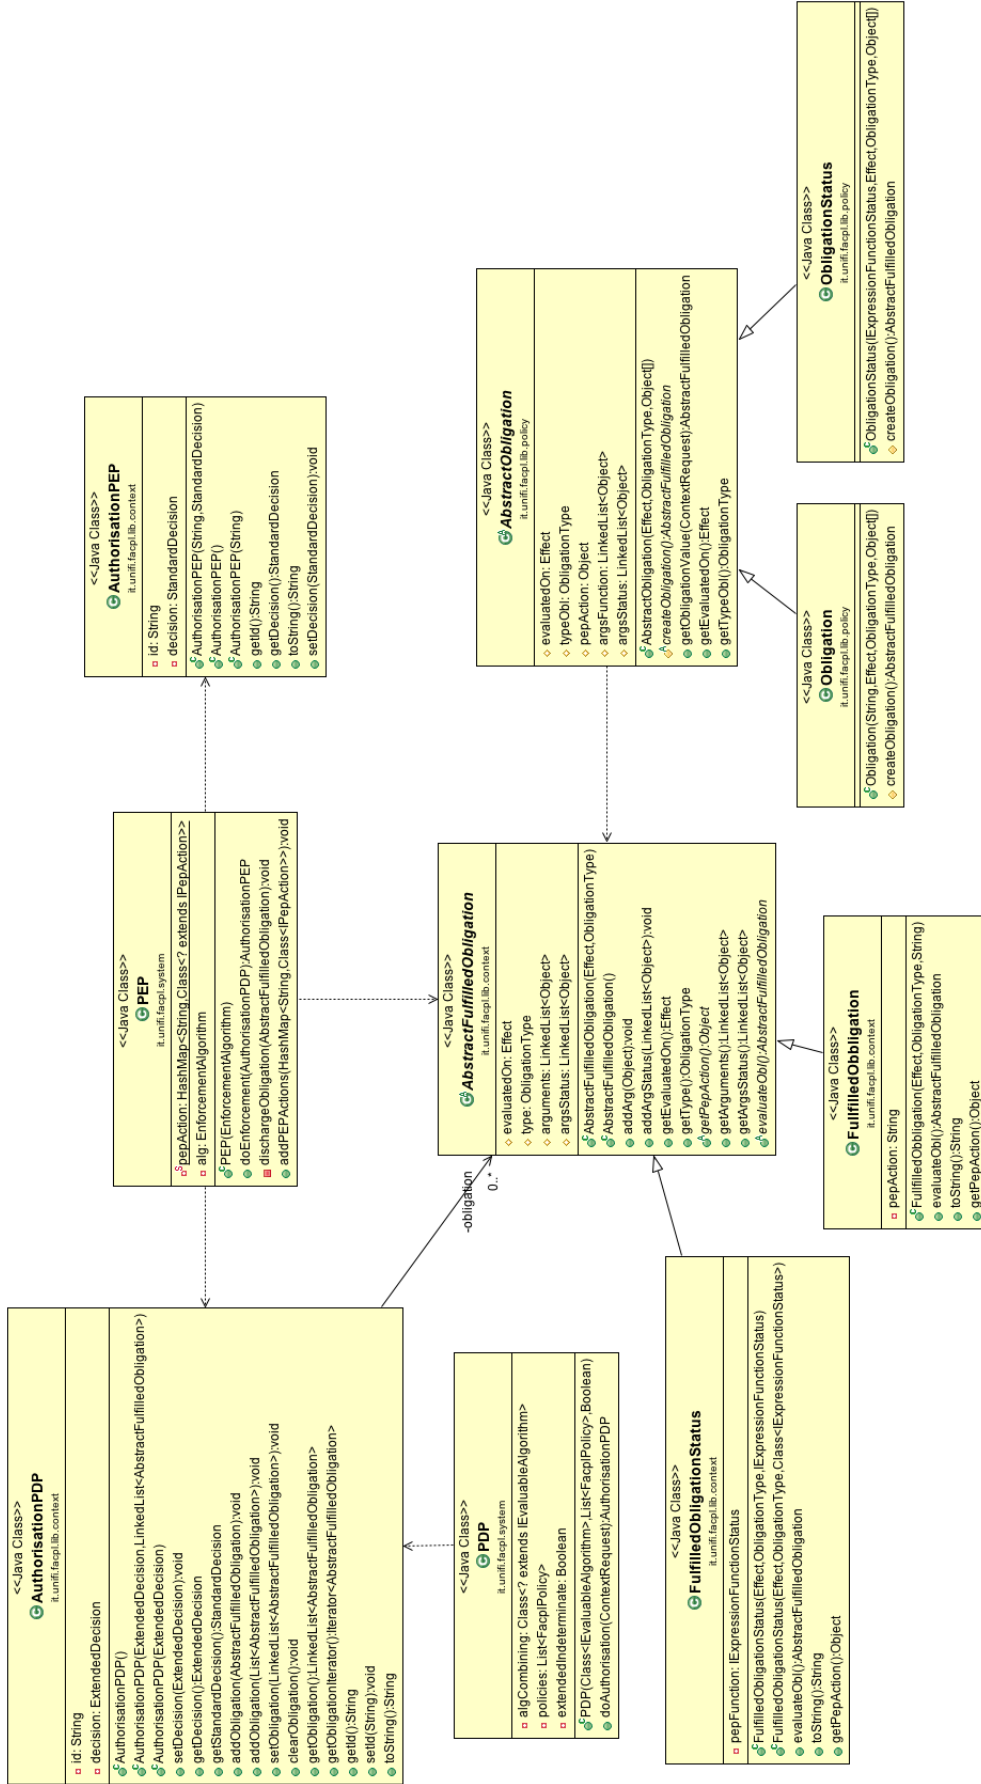 <<Java Class>>
AuthorisationPDP
it.unifi.facpl.lib.context
id: String
decision: ExtendedDecision
AuthorisationPDP()
AuthorisationPDP(ExtendedDecision,LinkedList<AbstractFulfilledObligation>)
AuthorisationPDP(ExtendedDecision)
setDecision(ExtendedDecision):void
getDecision():ExtendedDecision
getStandardDecision():StandardDecision
addObligation(AbstractFulfilledObligation):void
addObligation(List<AbstractFulfilledObligation>):void
setObligation(LinkedList<AbstractFulfilledObligation>):void
clearObligation():void
getObligation():LinkedList<AbstractFulfilledObligation>
getObligationIterator():Iterator<AbstractFulfilledObligation>
getId():String
setId(String):void
toString():String
<<Java Class>>
PEP
it.unifi.facpl.system
pepAction: HashMap<String,Class<? extends IPepAction>>
alg: EnforcementAlgorithm
PEP(EnforcementAlgorithm)
doEnforcement(AuthorisationPDP):AuthorisationPEP
dischargeObligation(AbstractFulfilledObligation):void
addPEPActions(HashMap<String,Class<IPepAction>>):void
<<Java Class>>
AuthorisationPEP
it.unifi.facpl.lib.context
id: String
decision: StandardDecision
AuthorisationPEP(String,StandardDecision)
AuthorisationPEP()
AuthorisationPEP(String)
getId():String
getDecision():StandardDecision
toString():String
setDecision(StandardDecision):void
-obligation
0..*
<<Java Class>>
PDP
it.unifi.facpl.system
algCombining: Class<? extends IEvaluableAlgorithm>
policies: List<FacplPolicy>
extendedIndeterminate: Boolean
PDP(Class<IEvaluableAlgorithm>,List<FacplPolicy>,Boolean)
doAuthorisation(ContextRequest):AuthorisationPDP
<<Java Class>>
AbstractFulfilledObligation
it.unifi.facpl.lib.context
evaluatedOn: Effect
type: ObligationType
arguments: LinkedList<Object>
argsStatus: LinkedList<Object>
AbstractFulfilledObligation(Effect,ObligationType)
AbstractFulfilledObligation()
addArg(Object):void
addArgStatus(LinkedList<Object>):void
getEvaluatedOn():Effect
getType():ObligationType
getPepAction():Object
getArguments():LinkedList<Object>
getArgsStatus():LinkedList<Object>
evaluateObl():AbstractFulfilledObligation
<<Java Class>>
AbstractObligation
it.unifi.facpl.lib.policy
evaluatedOn: Effect
typeObl: ObligationType
pepAction: Object
argsFunction: LinkedList<Object>
argsStatus: LinkedList<Object>
AbstractObligation(Effect,ObligationType,Object[])
createObligation():AbstractFulfilledObligation
getObligationValue(ContextRequest):AbstractFulfilledObligation
getEvaluatedOn():Effect
getTypeObl():ObligationType
<<Java Class>>
FulfilledObligationStatus
it.unifi.facpl.lib.context
pepFunction: IExpressionFunctionStatus
FulfilledObligationStatus(Effect,ObligationType,IExpressionFunctionStatus)
FulfilledObligationStatus(Effect,ObligationType,Class<IExpressionFunctionStatus>)
evaluateObl():AbstractFulfilledObligation
toString():String
getPepAction():Object
<<Java Class>>
FullfilledObbligation
it.unifi.facpl.lib.context
pepAction: String
FulfilledObligation(Effect,ObligationType,String)
evaluateObl():AbstractFulfilledObligation
toString():String
getPepAction():Object
<<Java Class>>
Obligation
it.unifi.facpl.lib.policy
Obligation(String,Effect,ObligationType,Object[])
createObligation():AbstractFulfilledObligation
<<Java Class>>
ObligationStatus
it.unifi.facpl.lib.policy
ObligationStatus(IExpressionFunctionStatus,Effect,ObligationType,Object[])
createObligation():AbstractFulfilledObligation